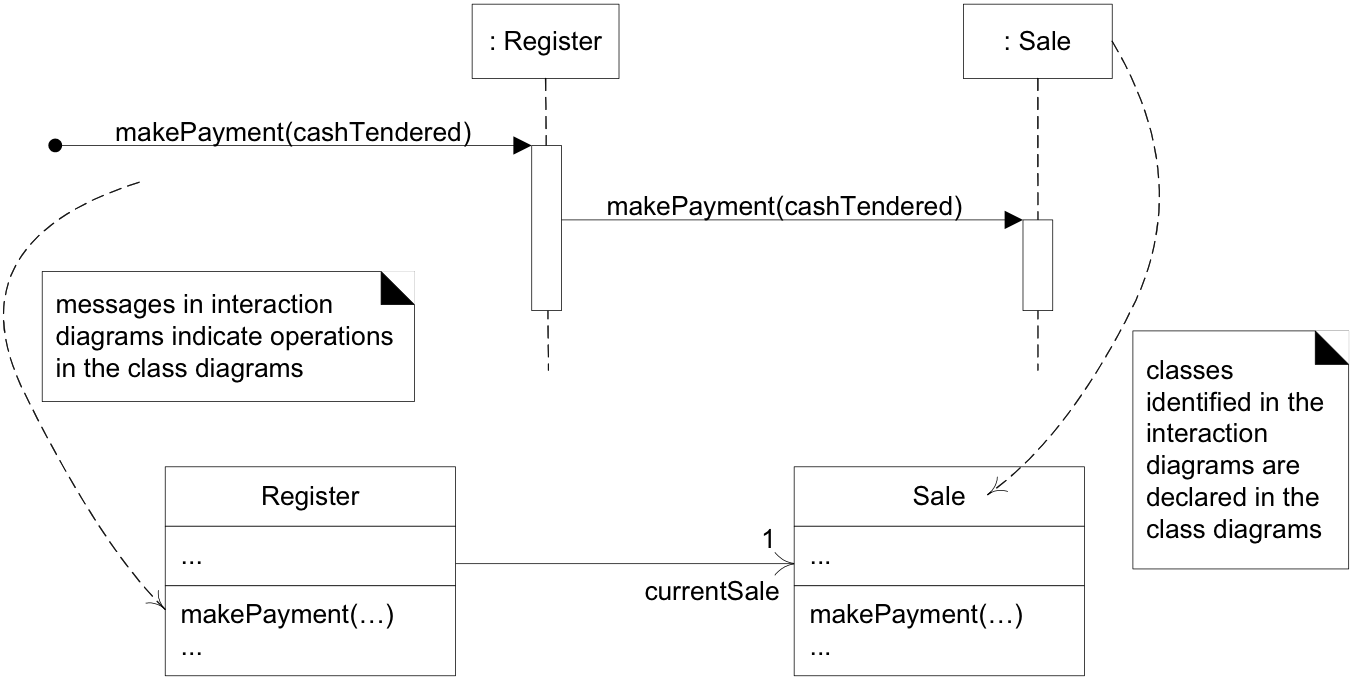 : Register
: Sale
makePayment(cashTendered)
makePayment(cashTendered)
messages in interaction
diagrams indicate operations
in the class diagrams
classes
identified in the
interaction
diagrams are
declared in the
class diagrams
Register
...
makePayment(…)
...
1
currentSale
Sale
...
makePayment(…)
...